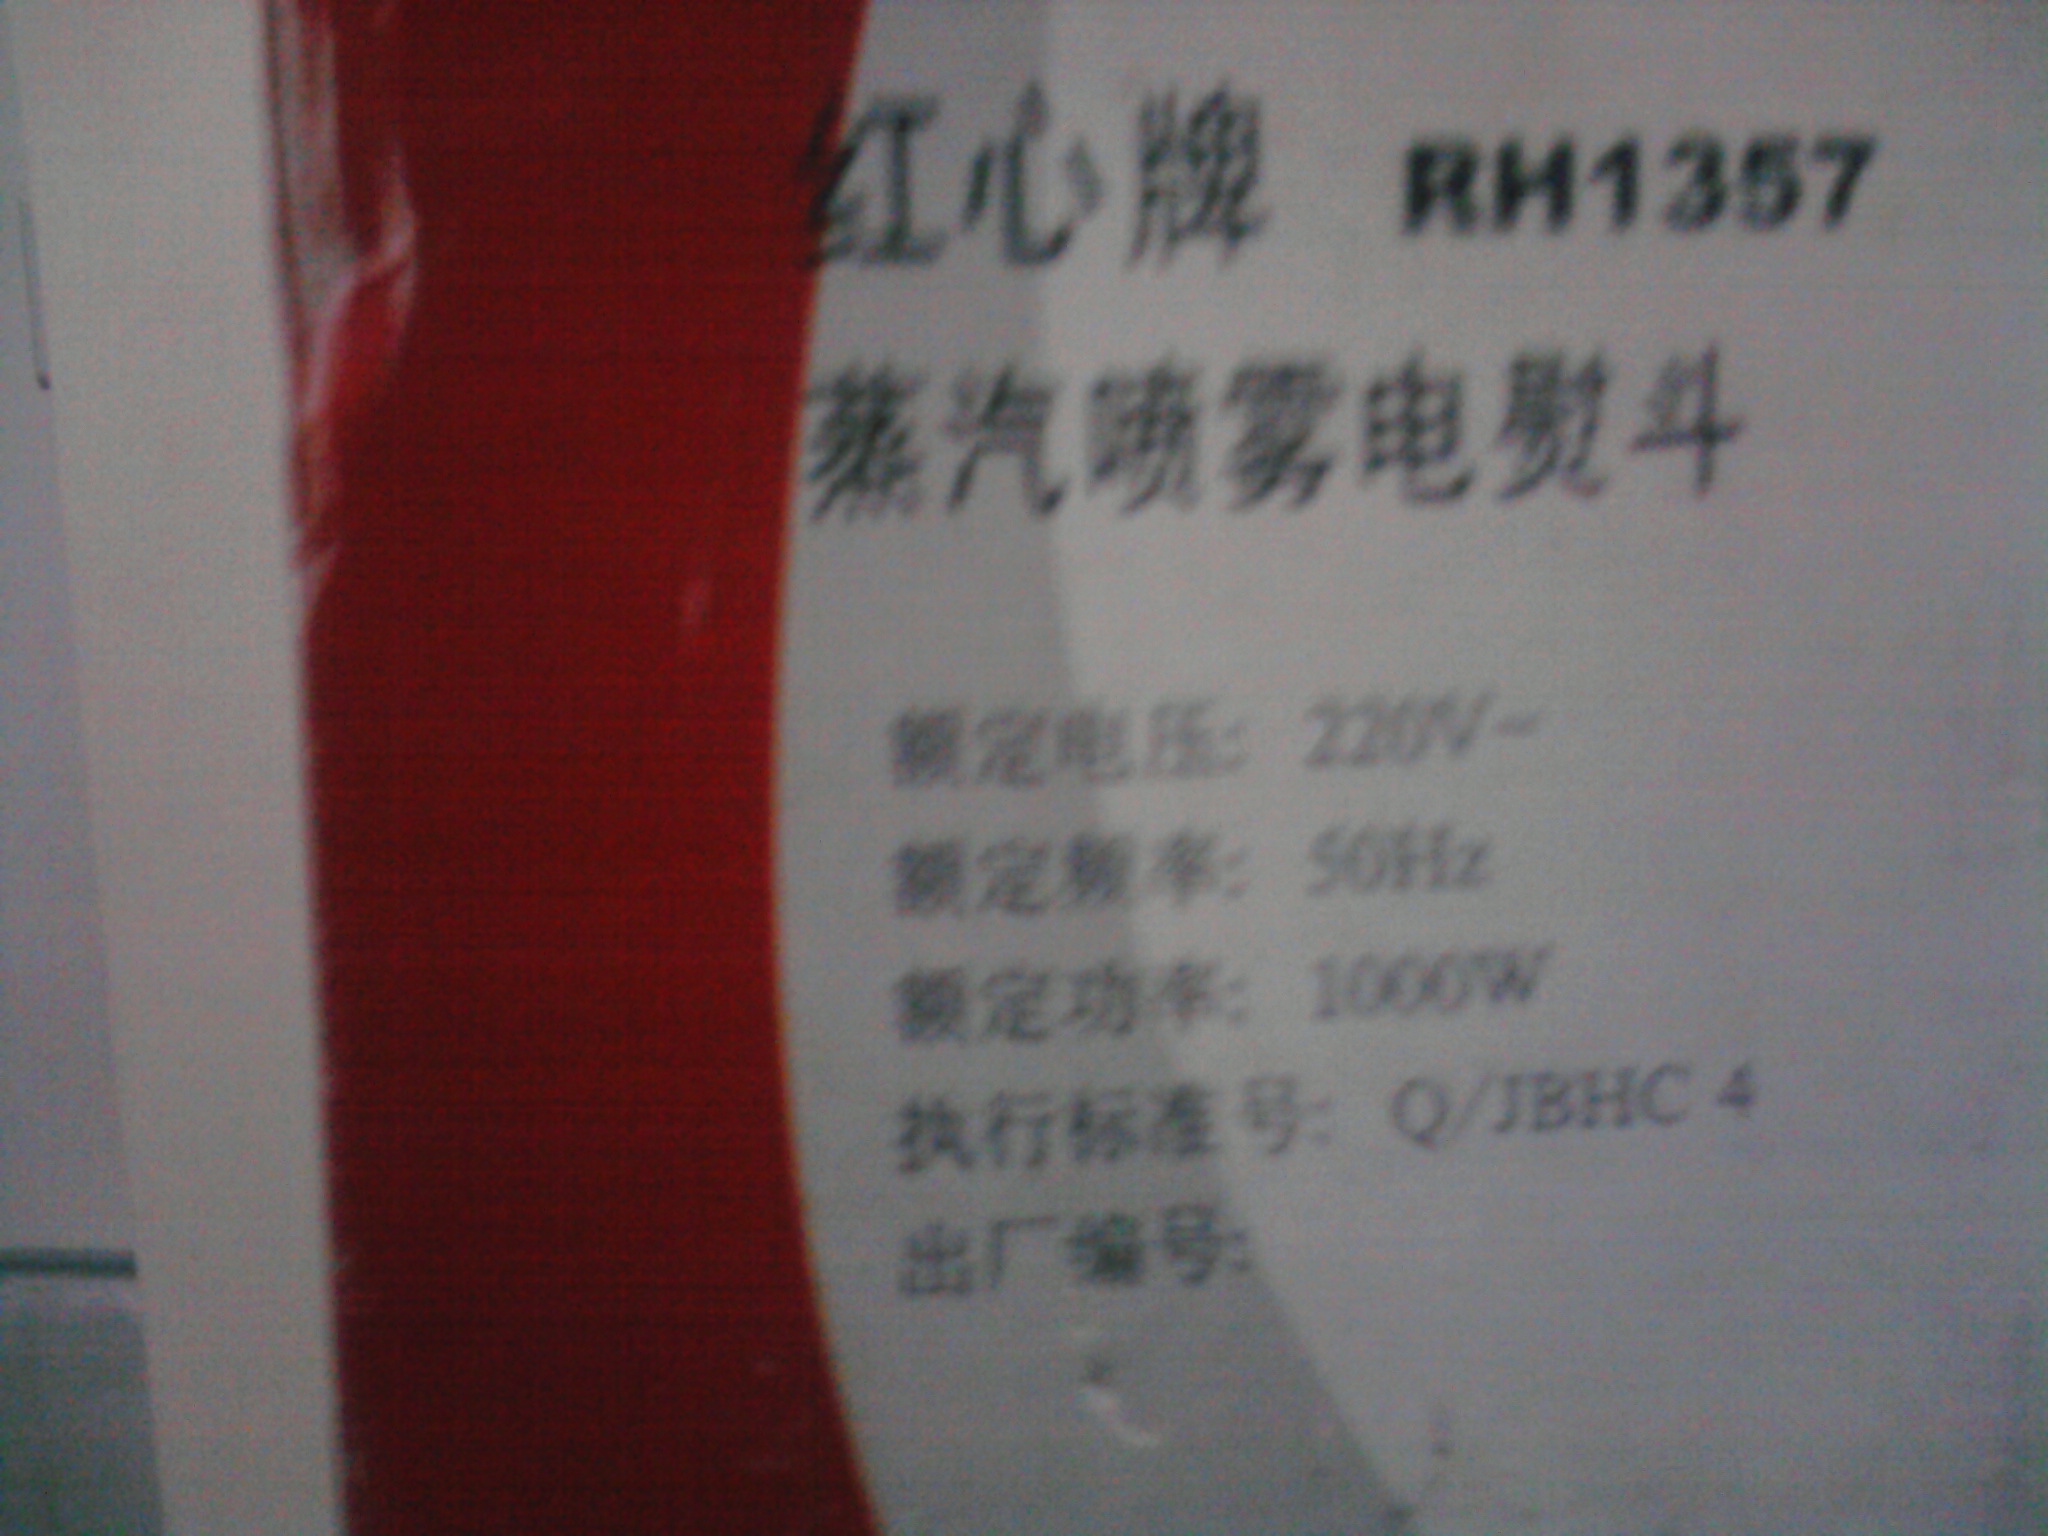 红心牌 RH1357
蒸汽喷雾电熨斗
额定电压: 220V~
额定频率: 50Hz
额定功率: 1000W
执行标准号: Q/JBHC 4
出厂编号: